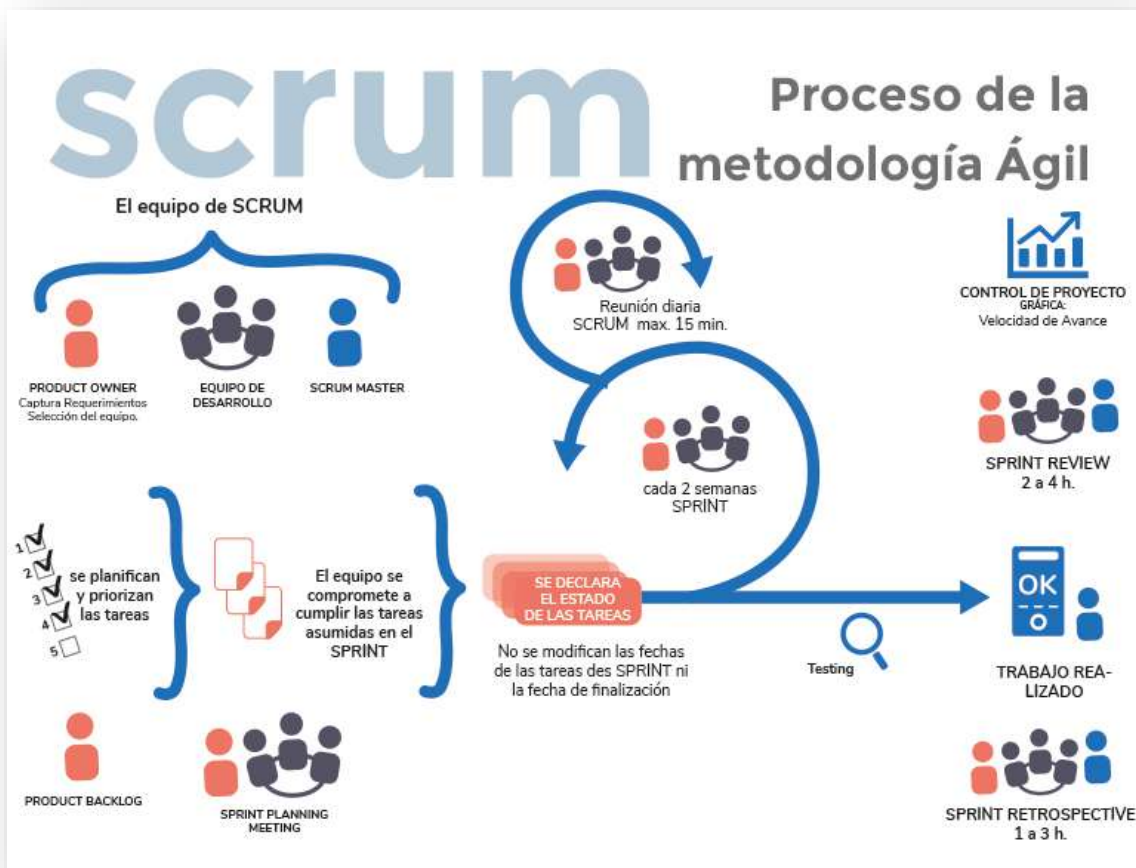 scrum
Proceso de la
metodología Ágil
El equipo de SCRUM
PRODUCT OWNER
Captura Requerimientos
Selección del equipo.
EQUIPO DE
DESARROLLO
SCRUM MASTER
Reunión diaria
SCRUM max. 15 min.
CONTROL DE PROYECTO
GRÁFICA:
Velocidad de Avance
cada 2 semanas
SPRINT
SPRINT REVIEW
2 a 4 h.
1
2
3
4
5
se planifican
y priorizan
las tareas
El equipo se
compromete a
cumplir las tareas
asumidas en el
SPRINT
SE DECLARA
EL ESTADO
DE LAS TAREAS
No se modifican las fechas
de las tareas des SPRINT ni
la fecha de finalización
Testing
OK
TRABAJO REA-
LIZADO
PRODUCT BACKLOG
SPRINT PLANNING
MEETING
SPRINT RETROSPECTIVE
1 a 3 h.